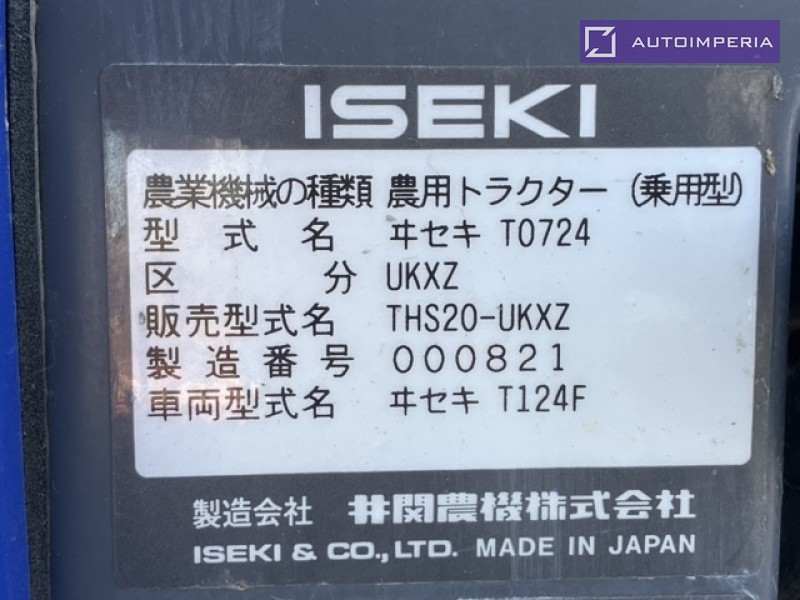 AUTOIMPERIA
ISEKI
農業機械の種類 農用トラクター (乗用型)
型式名 ヰセキ T0724
区分 UKXZ
販売型式名 THS20-UKXZ
製造番号 000821
車両型式名 ヰセキ T124F
製造会社 井関農機株式会社
ISEKI & CO.,LTD. MADE IN JAPAN